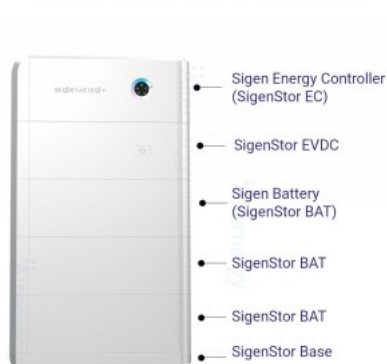 sigenergy
Sigen Energy Controller
(SigenStor EC)
SigenStor EVDC
Sigen Battery
(SigenStor BAT)
SigenStor BAT
SigenStor BAT
SigenStor Base